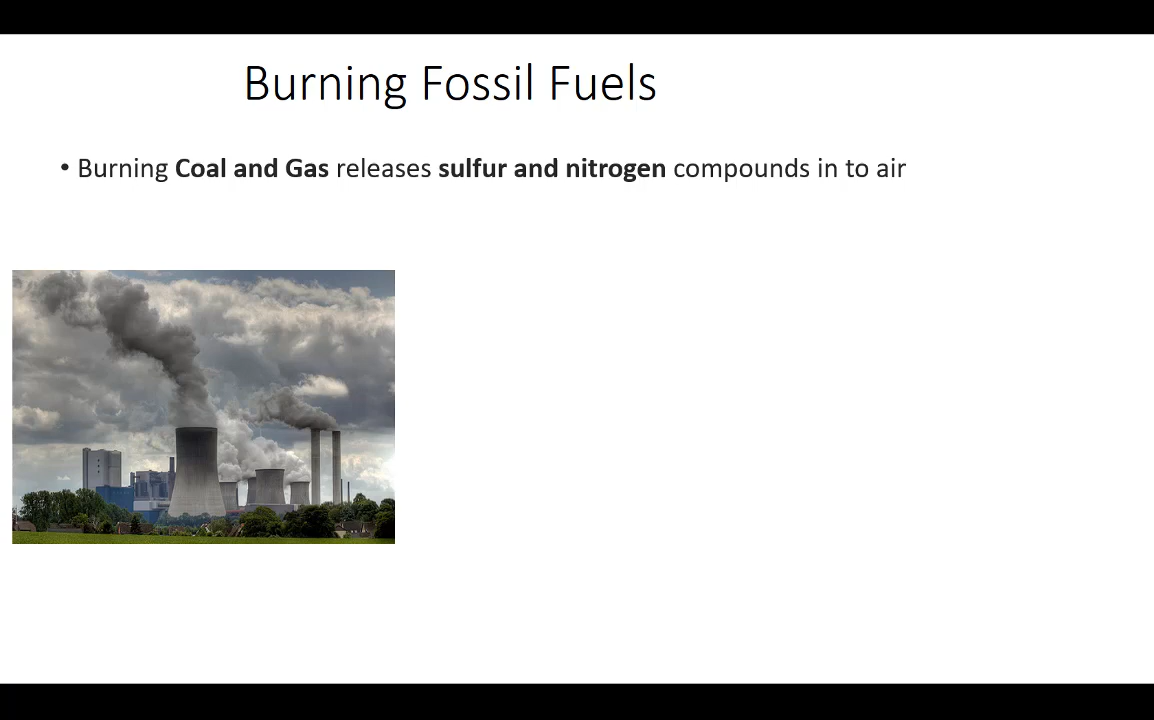 Burning Fossil Fuels
• Burning Coal and Gas releases sulfur and nitrogen compounds in to air